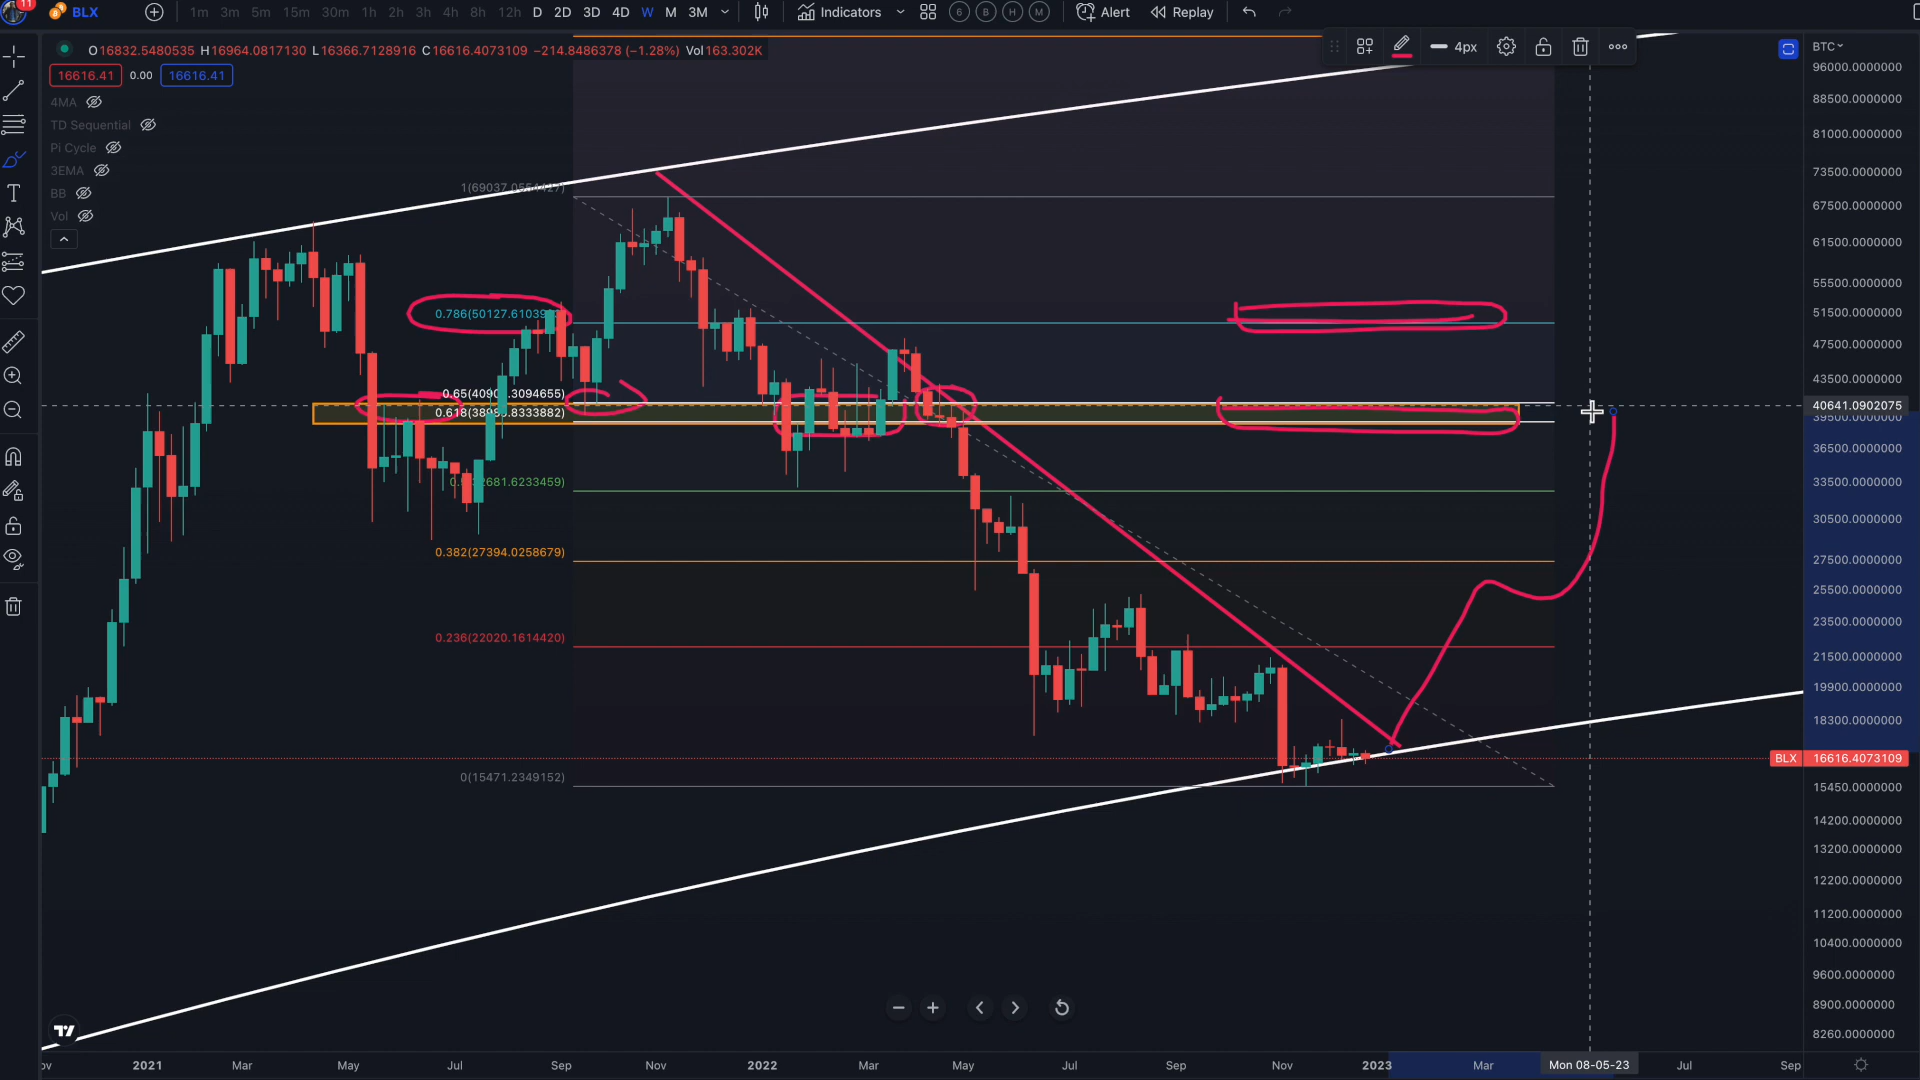 11 BLX 1m 3m 5m 15m 30m 1h 2h 3h 4h 8h 12h D 2D 3D 4D W M 3M Indicators 6 B H M Alert Replay
O16832.5480535 H16964.0817130 L16366.7128916 C16616.4073109 −214.8486378 (−1.28%) Vol163.302K
4px
16616.41 0.00 16616.41
4MA
TD Sequential
Pi Cycle
3EMA
BB
Vol
0.382(27394.0258679)
0.236(22020.1614420)
0(15471.2349152)
BTC
96000.0000000
88500.0000000
81000.0000000
73500.0000000
67500.0000000
61500.0000000
55500.0000000
51500.0000000
47500.0000000
43500.0000000
40641.0902075
39500.0000000
36500.0000000
33500.0000000
30500.0000000
27500.0000000
25500.0000000
23500.0000000
21500.0000000
19900.0000000
18300.0000000
BLX 16616.4073109
15450.0000000
14200.0000000
13200.0000000
12200.0000000
11200.0000000
10400.0000000
9600.0000000
8900.0000000
8260.0000000
2021 Mar May Jul Sep Nov 2022 Mar May Jul Sep Nov 2023 Mar Mon 08-05-23 Jul Sep